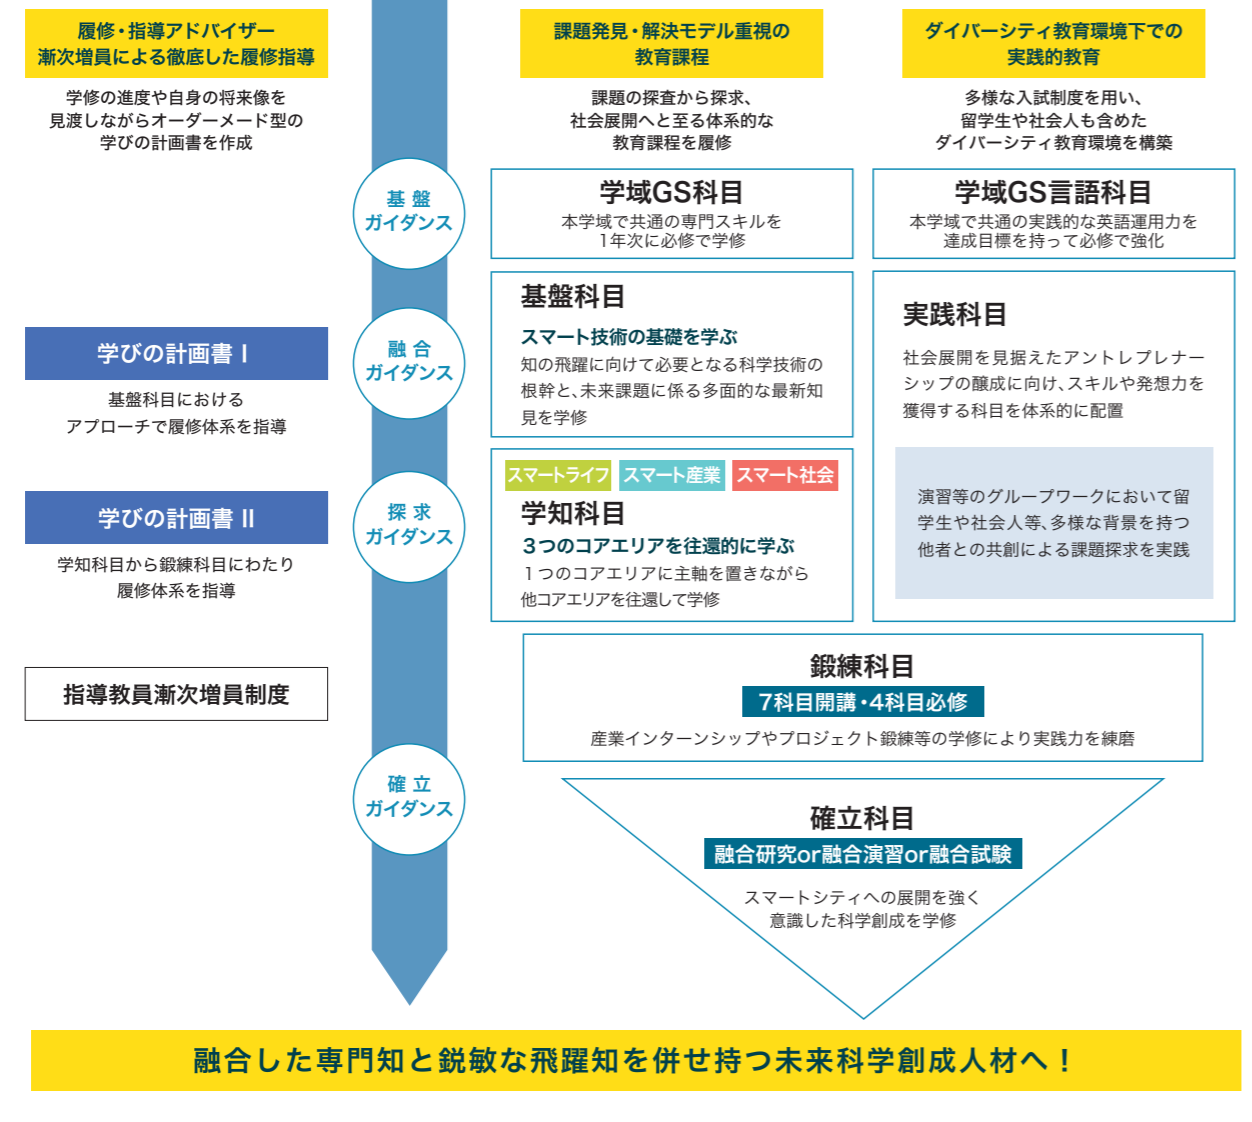 履修・指導アドバイザー
漸次増員による徹底した履修指導
学修の進度や自身の将来像を
見渡しながらオーダーメード型の
学びの計画書を作成
学びの計画書 I
基盤科目における
アプローチで履修体系を指導
学びの計画書 II
学知科目から鍛練科目にわたり
履修体系を指導
指導教員漸次増員制度
基 盤
ガイダンス
融 合
ガイダンス
探 求
ガイダンス
確 立
ガイダンス
課題発見・解決モデル重視の
教育課程
課題の探査から探求、
社会展開へと至る体系的な
教育課程を履修
学域GS科目
本学域で共通の専門スキルを
1年次に必修で学修
基盤科目
スマート技術の基礎を学ぶ
知の飛躍に向けて必要となる科学技術の
根幹と、未来課題に係る多面的な最新知
見を学修
スマートライフ
スマート産業
スマート社会
学知科目
３つのコアエリアを往還的に学ぶ
１つのコアエリアに主軸を置きながら
他コアエリアを往還して学修
ダイバーシティ教育環境下での
実践的教育
多様な入試制度を用い、
留学生や社会人も含めた
ダイバーシティ教育環境を構築
学域GS言語科目
本学域で共通の実践的な英語運用力を
達成目標を持って必修で強化
実践科目
社会展開を見据えたアントレプレナー
シップの醸成に向け、スキルや発想力を
獲得する科目を体系的に配置
演習等のグループワークにおいて留
学生や社会人等、多様な背景を持つ
他者との共創による課題探求を実践
鍛練科目
7科目開講・4科目必修
産業インターンシップやプロジェクト鍛練等の学修により実践力を練磨
確立科目
融合研究or融合演習or融合試験
スマートシティへの展開を強く
意識した科学創成を学修
融合した専門知と鋭敏な飛躍知を併せ持つ未来科学創成人材へ！